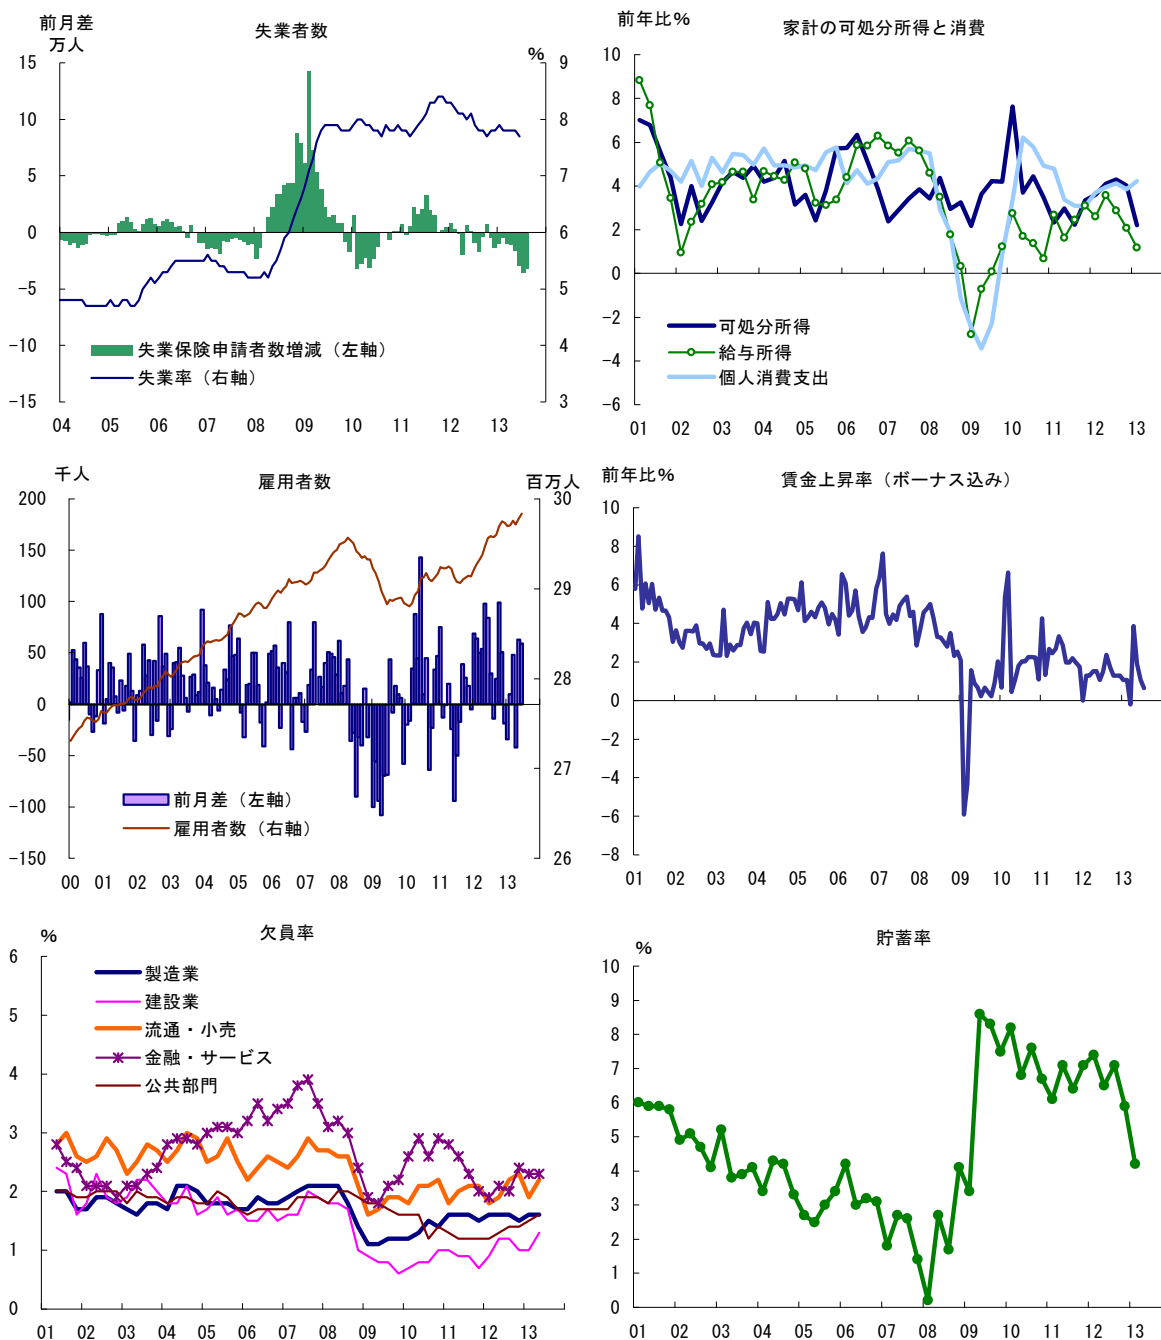 失業者数
前月差
万人
%
15
10
5
0
−5
−10
−15
9
8
7
6
5
4
3
失業保険申請者数増減（左軸）
失業率（右軸）
04 05 06 07 08 09 10 11 12 13
家計の可処分所得と消費
前年比%
10
8
6
4
2
0
−2
−4
−6
可処分所得
給与所得
個人消費支出
01 02 03 04 05 06 07 08 09 10 11 12 13
雇用者数
千人
百万人
200
150
100
50
0
−50
−100
−150
30
29
28
27
26
前月差（左軸）
雇用者数（右軸）
00 01 02 03 04 05 06 07 08 09 10 11 12 13
賃金上昇率（ボーナス込み）
前年比%
10
8
6
4
2
0
−2
−4
−6
−8
01 02 03 04 05 06 07 08 09 10 11 12 13
欠員率
%
6
5
4
3
2
1
0
製造業
建設業
流通・小売
金融・サービス
公共部門
01 02 03 04 05 06 07 08 09 10 11 12 13
貯蓄率
%
10
9
8
7
6
5
4
3
2
1
0
01 02 03 04 05 06 07 08 09 10 11 12 13